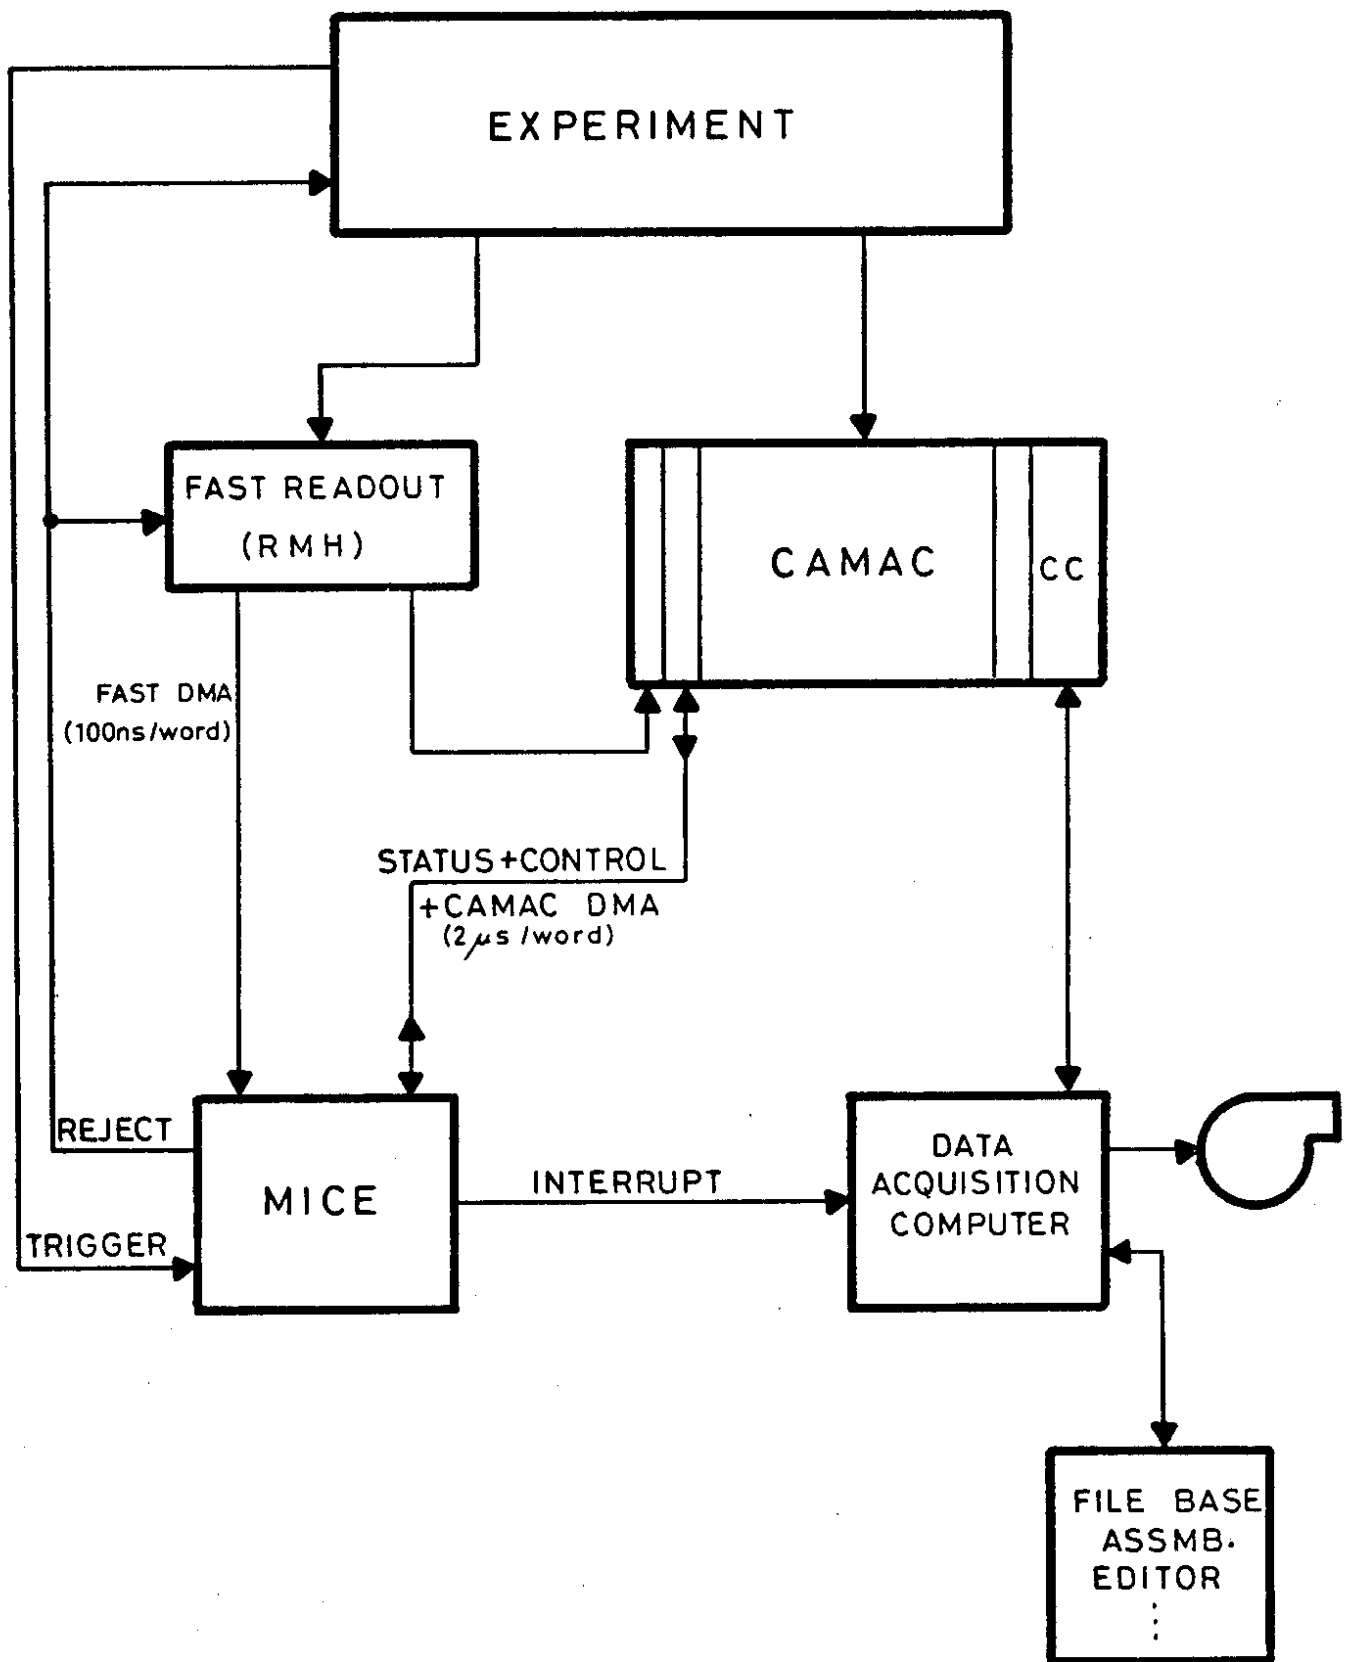 EXPERIMENT
FAST READOUT
(RMH)
CAMAC
CC
FAST DMA
(100ns/word)
STATUS+CONTROL
+CAMAC DMA
(2μs/word)
REJECT
MICE
TRIGGER
INTERRUPT
DATA
ACQUISITION
COMPUTER
FILE BASE
ASSMB.
EDITOR
⋮